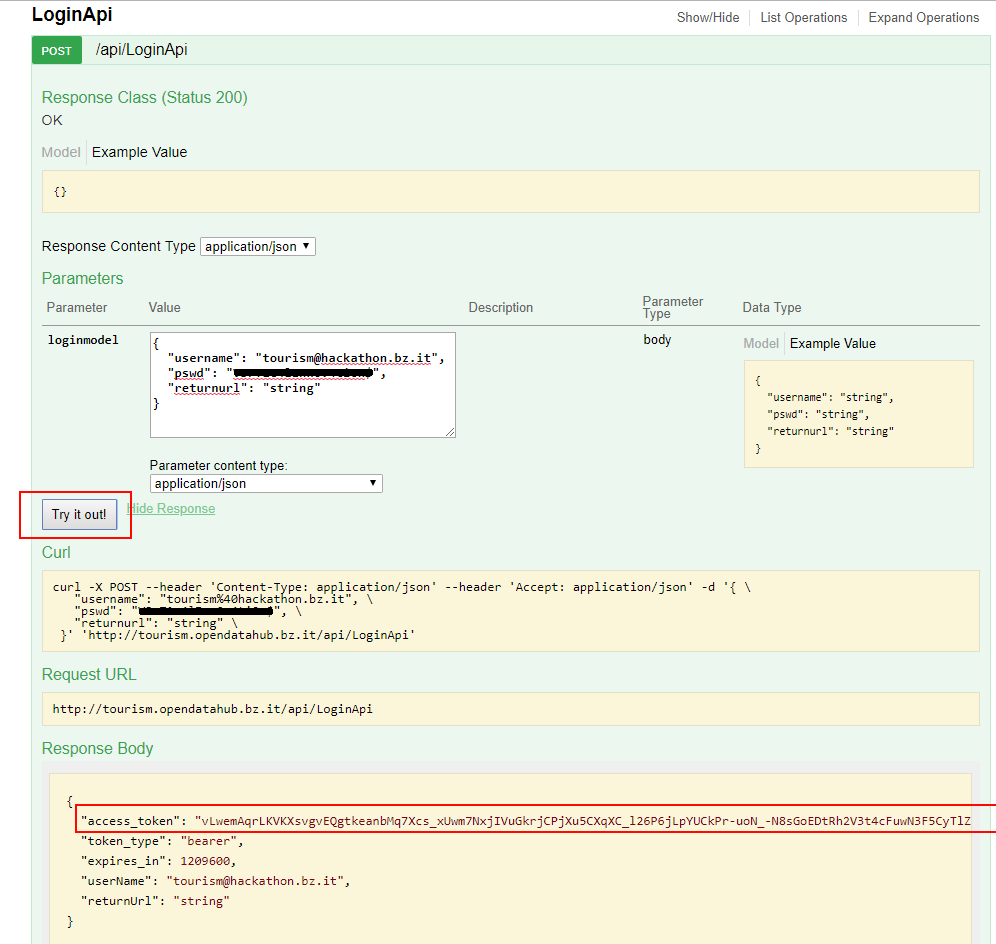 LoginApi
Show/Hide List Operations Expand Operations
POST /api/LoginApi
Response Class (Status 200)
OK
Model Example Value
{}
Response Content Type application/json
Parameters
Parameter Value Description Parameter Type Data Type
loginmodel
{
"username": "tourism@hackathon.bz.it",
"pswd": "",
"returnurl": "string"
}
body
Model Example Value
{
"username": "string",
"pswd": "string",
"returnurl": "string"
}
Parameter content type:
application/json
Try it out! Hide Response
Curl
curl -X POST --header 'Content-Type: application/json' --header 'Accept: application/json' -d '{ \
"username": "tourism%40hackathon.bz.it", \
"pswd": "", \
"returnurl": "string" \
}' 'http://tourism.opendatahub.bz.it/api/LoginApi'
Request URL
http://tourism.opendatahub.bz.it/api/LoginApi
Response Body
{
"access_token": "vLwemAqrLKVKXsvgvEQgtkeanbMq7Xcs_xUwm7NxjIVuGkrjCPjXu5CXqXC_l26P6jLpYUCkPr-uoN_-N8sGoEDtRh2V3t4cFuwN3F5CyTlZ
"token_type": "bearer",
"expires_in": 1209600,
"userName": "tourism@hackathon.bz.it",
"returnUrl": "string"
}